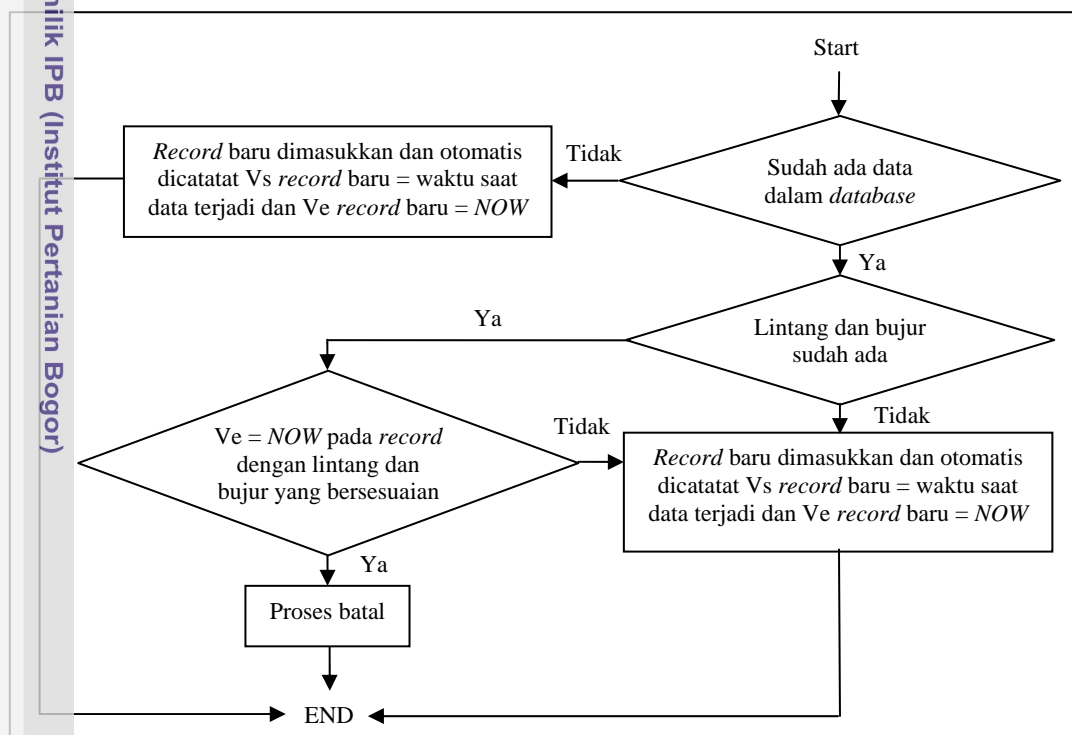 milik IPB (Institut Pertanian Bogor)
Start
Sudah ada data
dalam database
Tidak
Record baru dimasukkan dan otomatis
dicatatat Vs record baru = waktu saat
data terjadi dan Ve record baru = NOW
Ya
Lintang dan bujur
sudah ada
Ya
Tidak
Ve = NOW pada record
dengan lintang dan
bujur yang bersesuaian
Tidak
Record baru dimasukkan dan otomatis
dicatatat Vs record baru = waktu saat
data terjadi dan Ve record baru = NOW
Ya
Proses batal
END